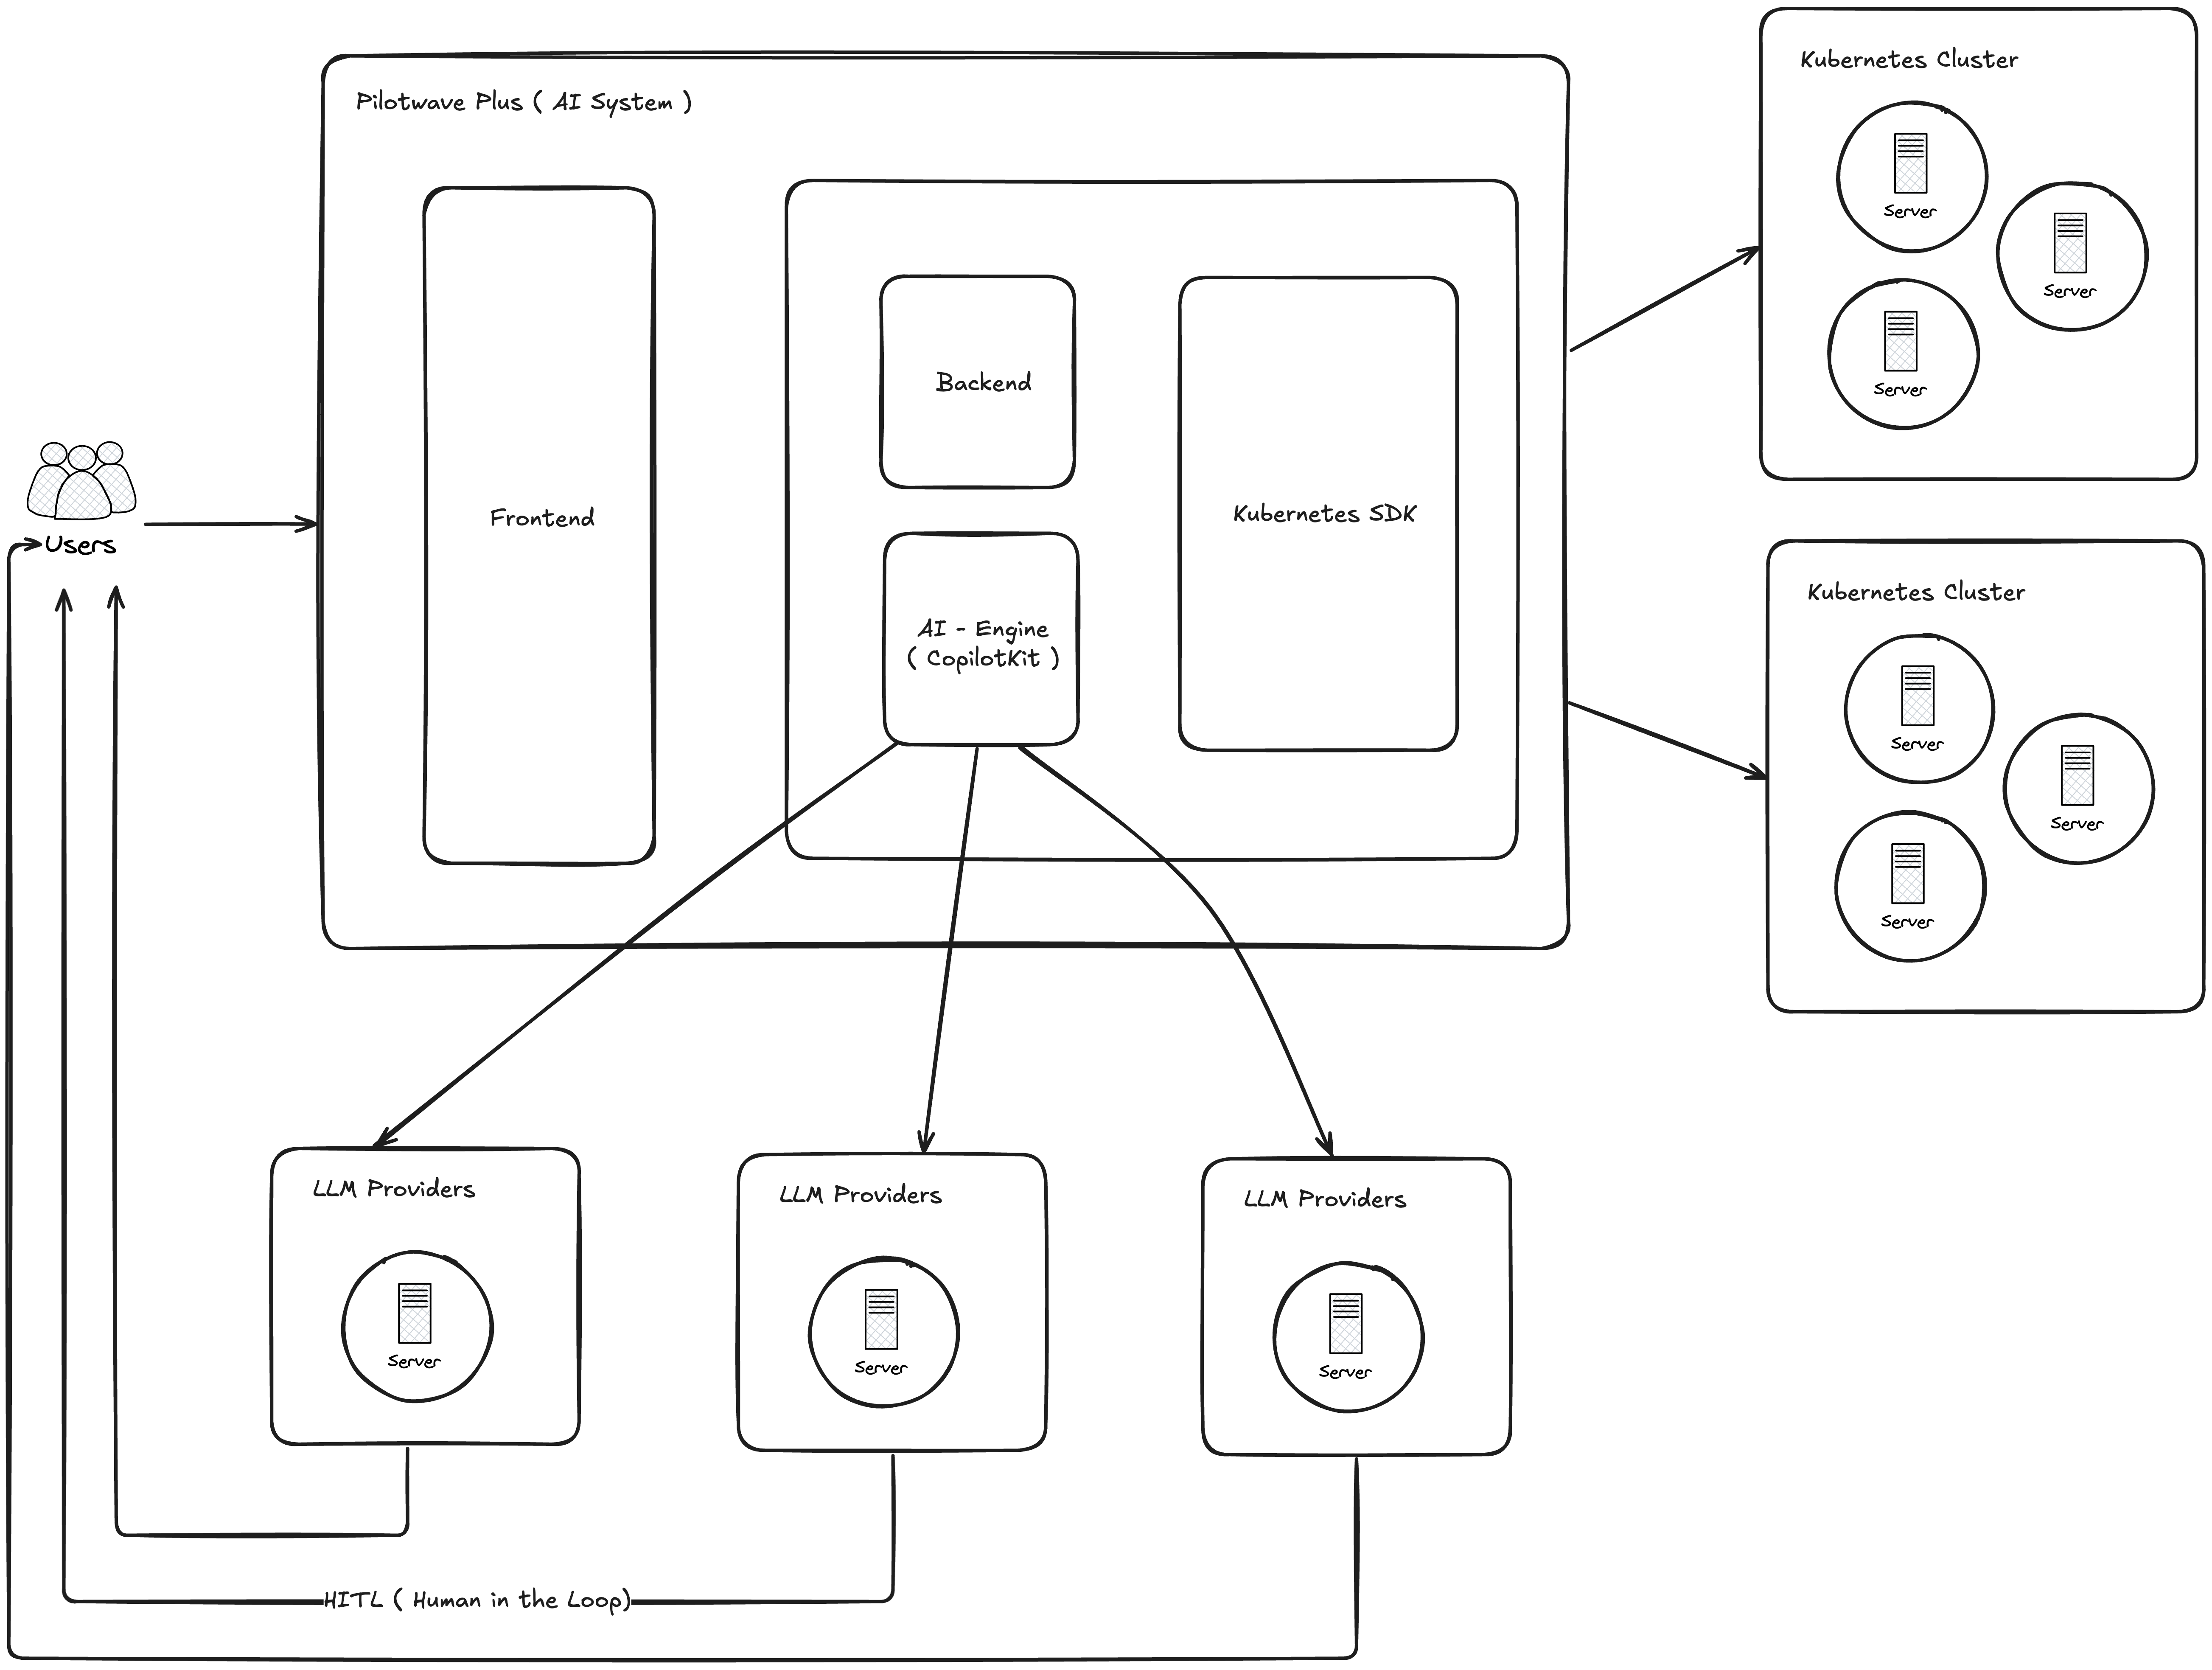 Kubernetes Cluster
Server
Server
Server
Pilotwave Plus ( AI System )
Frontend
Backend
Kubernetes SDK
AI - Engine
( CopilotKit )
Users
Kubernetes Cluster
Server
Server
Server
LLM Providers
Server
LLM Providers
Server
LLM Providers
Server
HITL ( Human in the Loop)